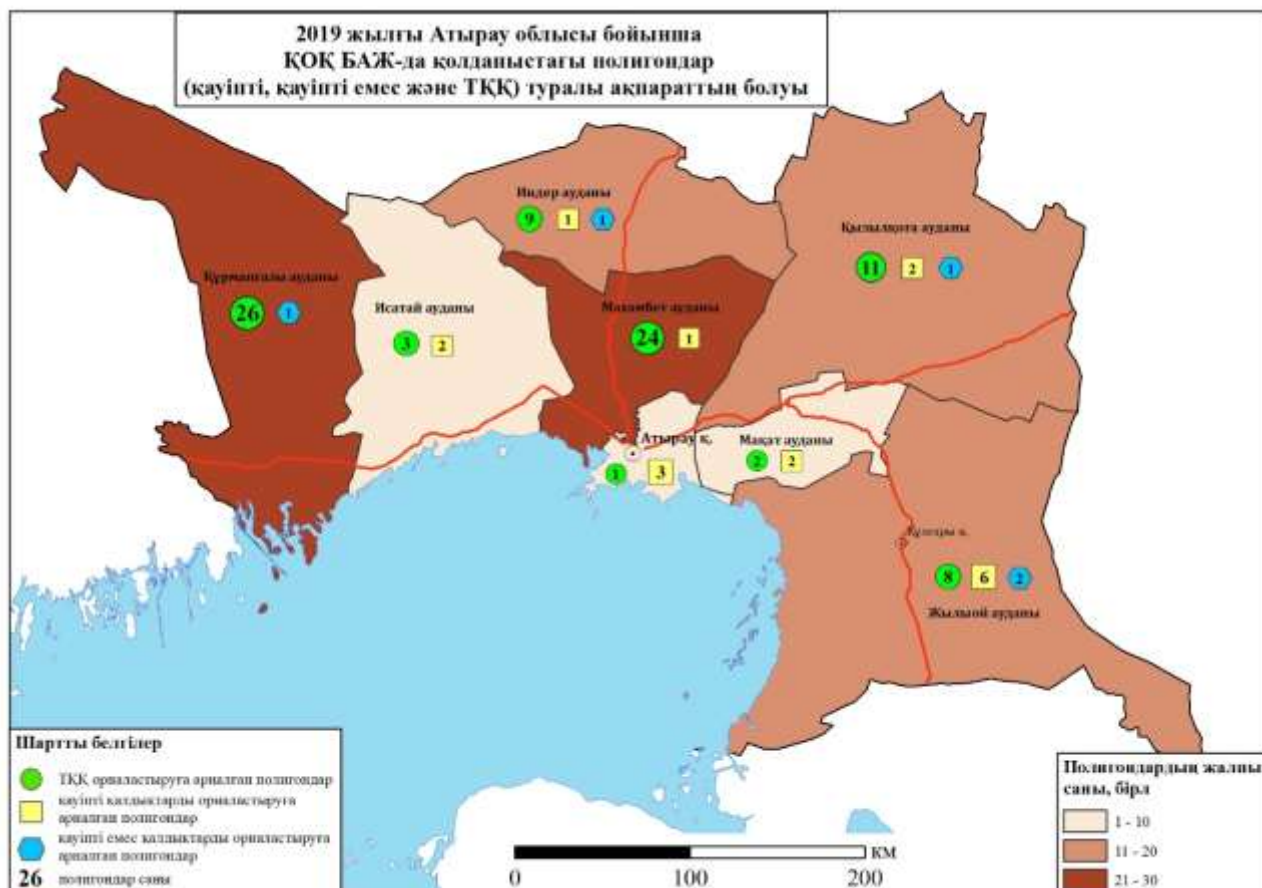 2019 жылғы Атырау облысы бойынша
ҚОҚ БАЖ-да қолданыстағы полигондар
(қауіпті, қауіпті емес және ТҚҚ) туралы ақпараттың болуы
Индер ауданы
9 1 1
Қызылқоға ауданы
11 2 1
Құрманғазы ауданы
26 1
Исатай ауданы
3 2
Махамбет ауданы
24 1
Атырау қ.
1 3
Мақат ауданы
2 2
Құлсары қ.
8 6 2
Жылыой ауданы
Шартты белгілер
ТҚҚ орналастыруға арналған полигондар
қауіпті қалдықтарды орналастыруға
арналған полигондар
қауіпті емес қалдықтарды орналастыруға
арналған полигондар
26 полигондар саны
КМ
0 100 200
Полигондардың жалпы
саны, бірл
1 - 10
11 - 20
21 - 30